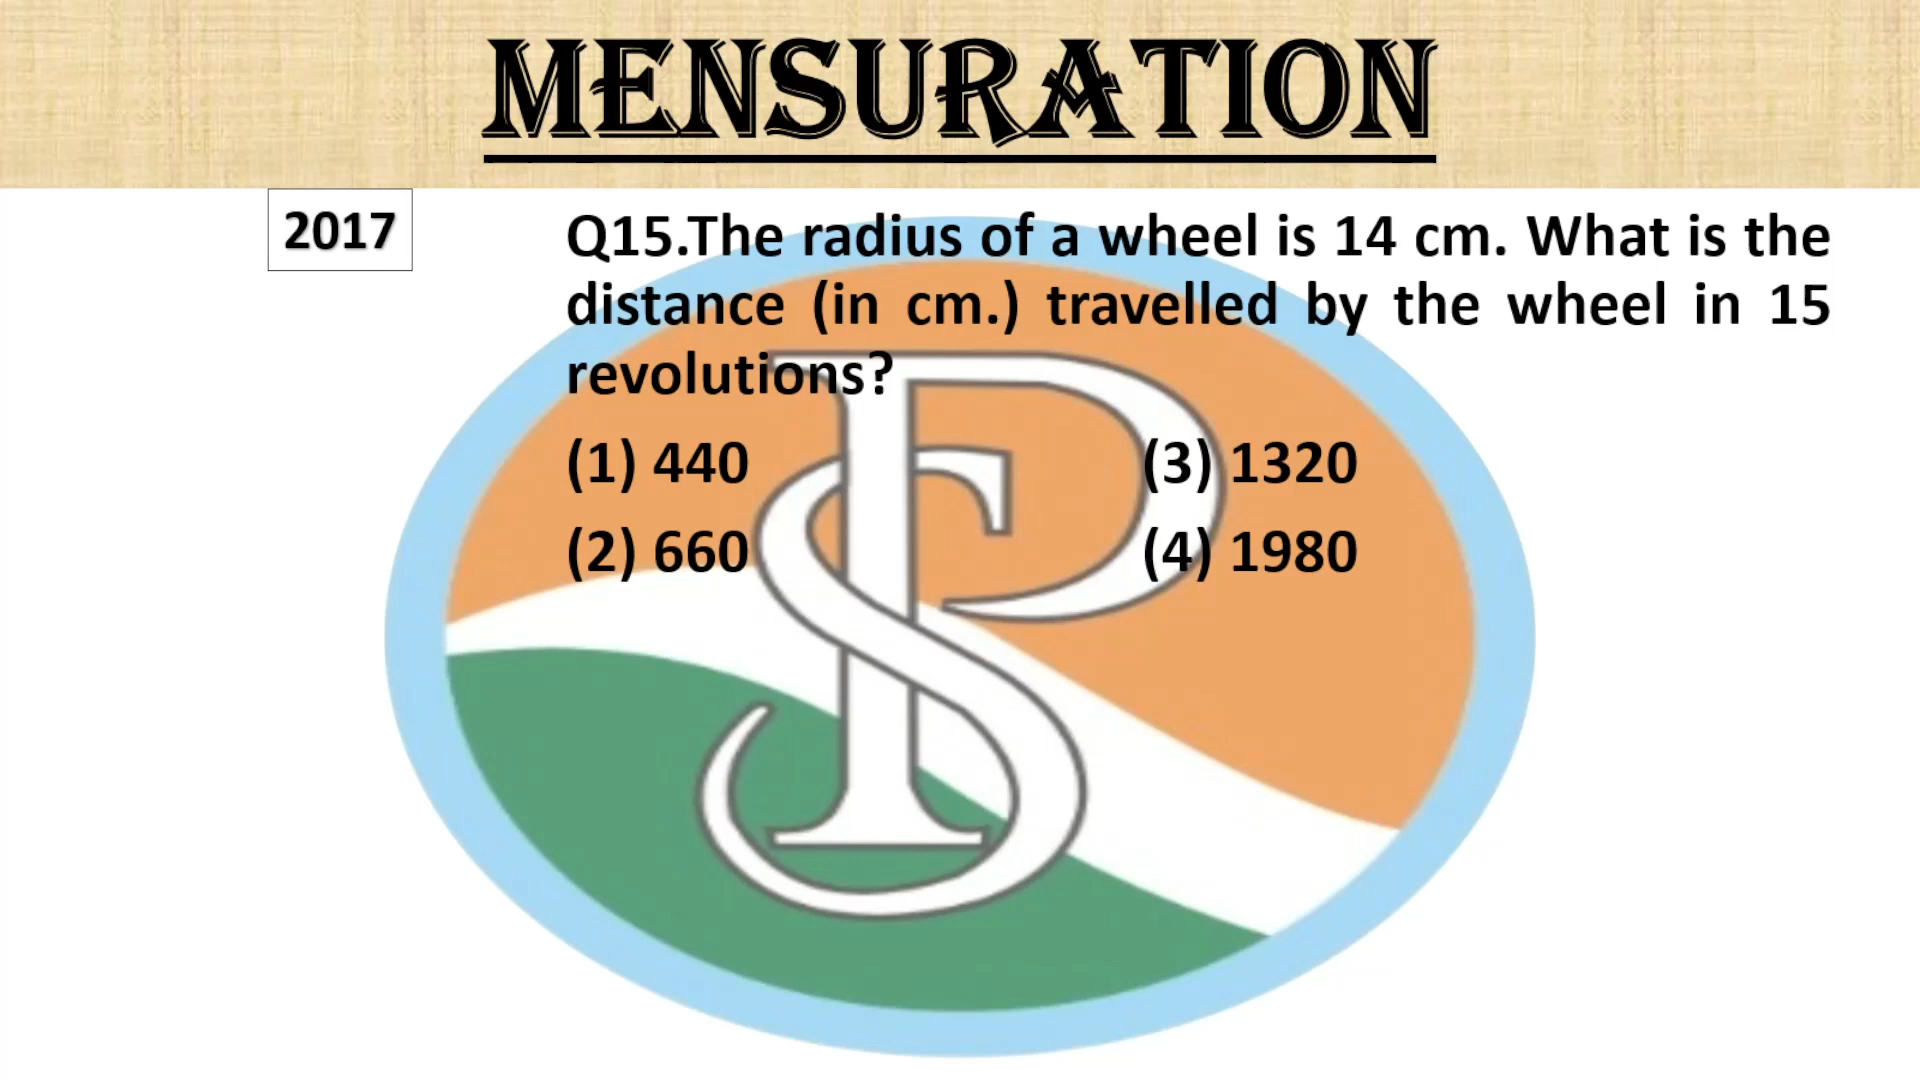 MENSURATION
2017
Q15.The radius of a wheel is 14 cm. What is the
distance (in cm.) travelled by the wheel in 15
revolutions?
(1) 440 (3) 1320
(2) 660 (4) 1980